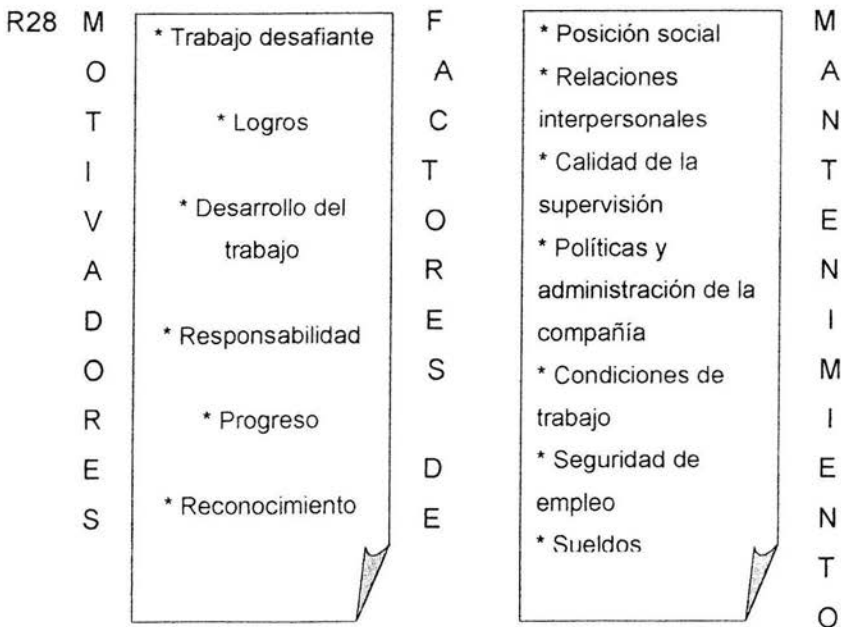 R28
MOTIVADORES
* Trabajo desafiante
* Logros
* Desarrollo del
trabajo
* Responsabilidad
* Progreso
* Reconocimiento
FACTORES DE
* Posición social
* Relaciones
interpersonales
* Calidad de la
supervisión
* Políticas y
administración de la
compañía
* Condiciones de
trabajo
* Seguridad de
empleo
* Sueldos
MANTENIMIENTO